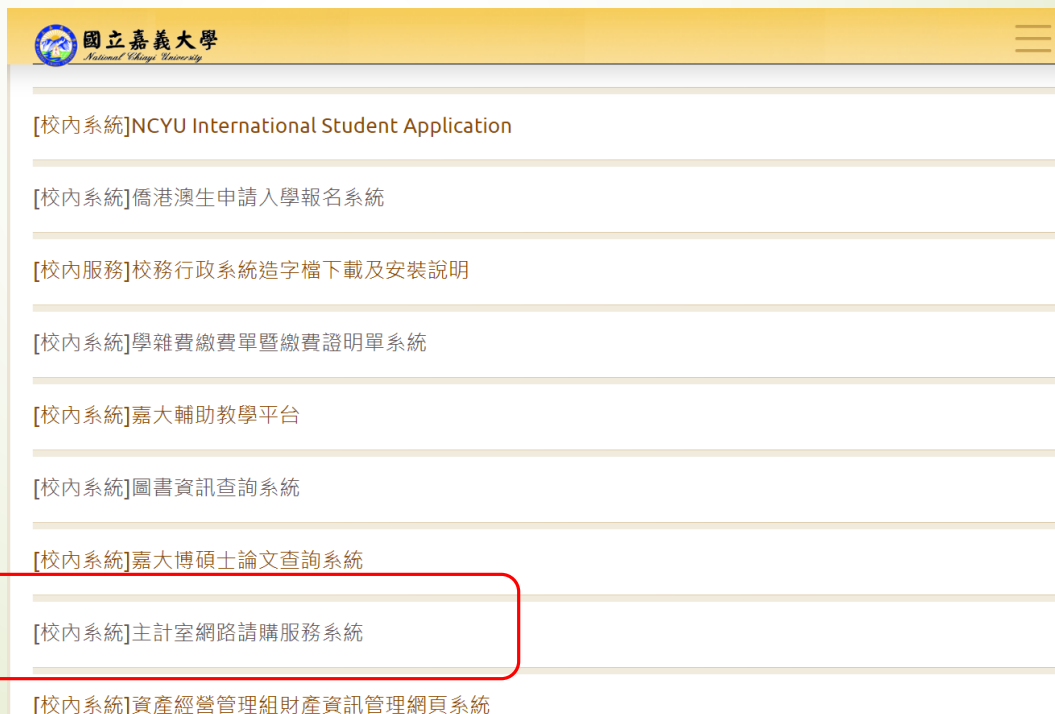 國立嘉義大學
National Chiayi University
[校內系統]NCYU International Student Application
[校內系統]僑港澳生申請入學報名系統
[校內服務]校務行政系統造字檔下載及安裝說明
[校內系統]學雜費繳費單暨繳費證明單系統
[校內系統]嘉大輔助教學平台
[校內系統]圖書資訊查詢系統
[校內系統]嘉大博碩士論文查詢系統
[校內系統]主計室網路請購服務系統
[校內系統]資產經營管理組財產資訊管理網頁系統